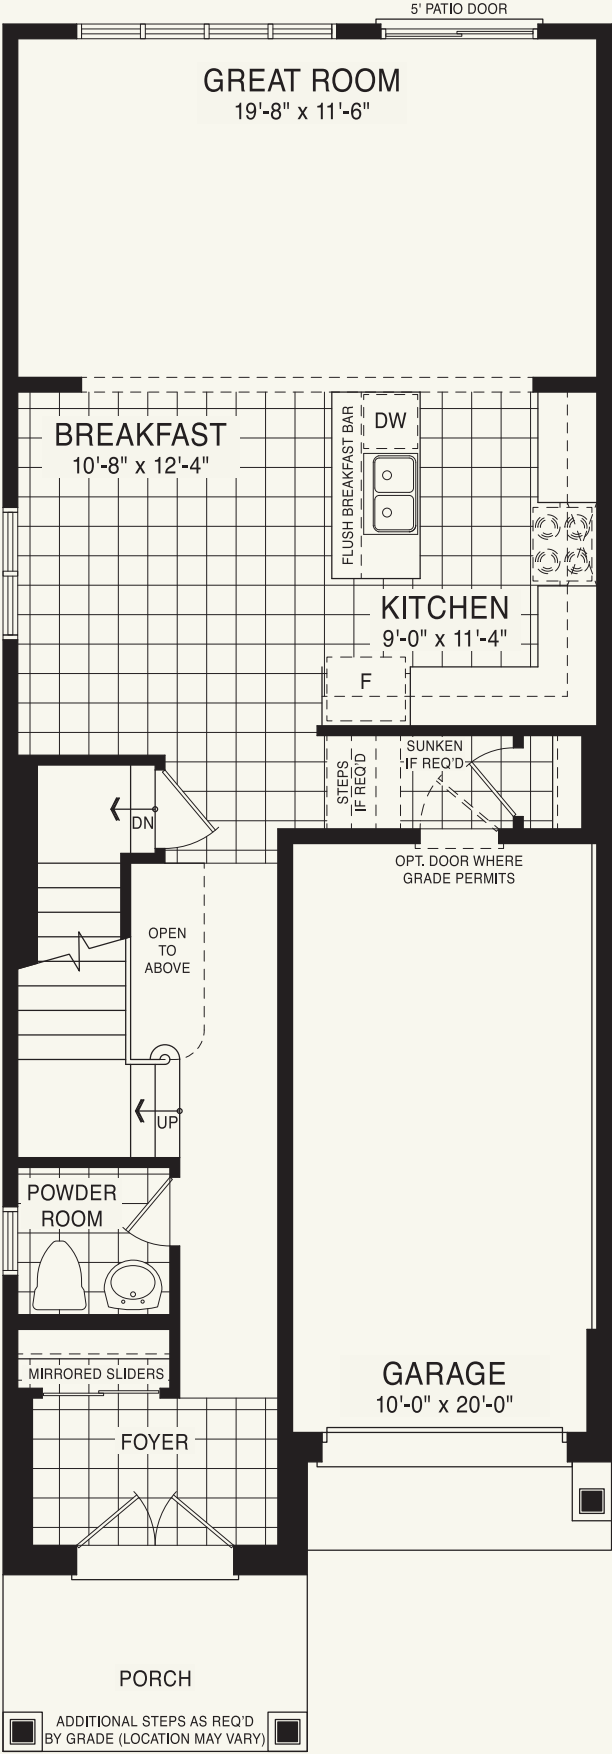 5' PATIO DOOR
GREAT ROOM
19'-8" x 11'-6"
BREAKFAST
10'-8" x 12'-4"
FLUSH BREAKFAST BAR
DW
KITCHEN
9'-0" x 11'-4"
F
STEPS
IF REQ'D
SUNKEN
IF REQ'D
DN
OPT. DOOR WHERE
GRADE PERMITS
OPEN
TO
ABOVE
UP
POWDER
ROOM
MIRRORED SLIDERS
GARAGE
10'-0" x 20'-0"
FOYER
PORCH
ADDITIONAL STEPS AS REQ'D
BY GRADE (LOCATION MAY VARY)